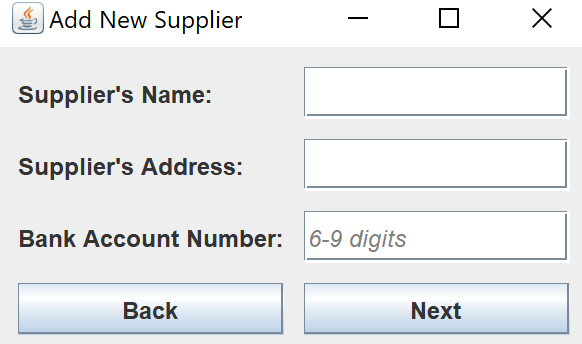 Add New Supplier
Supplier's Name:
Supplier's Address:
Bank Account Number: 6-9 digits
Back Next